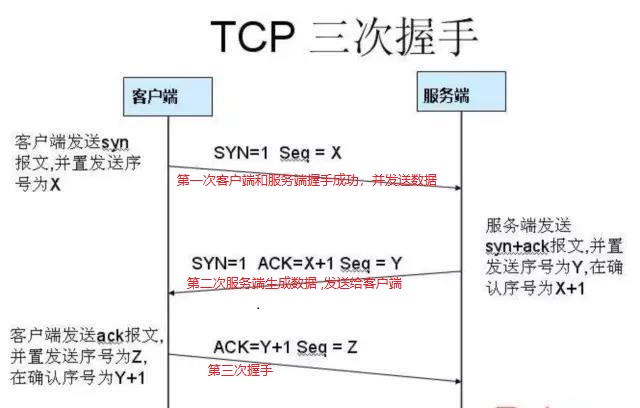 TCP 三次握手
客户端
服务端
客户端发送syn
报文,并置发送序
号为X
SYN=1 Seq = X
第一次客户端和服务端握手成功，并发送数据
服务端发送
syn+ack报文,并置
发送序号为Y,在确
认序号为X+1
SYN=1 ACK=X+1 Seq = Y
第二次服务端生成数据 ,发送给客户端
客户端发送ack报文,
并置发送序号为Z,
在确认序号为Y+1
ACK=Y+1 Seq = Z
第三次握手